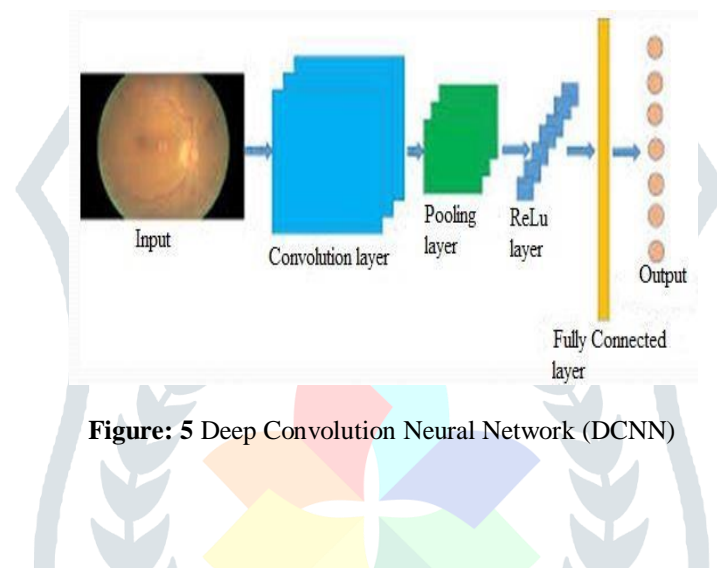 Input
Convolution layer
Pooling
layer
ReLu
layer
Fully Connected
layer
Output
Figure: 5 Deep Convolution Neural Network (DCNN)